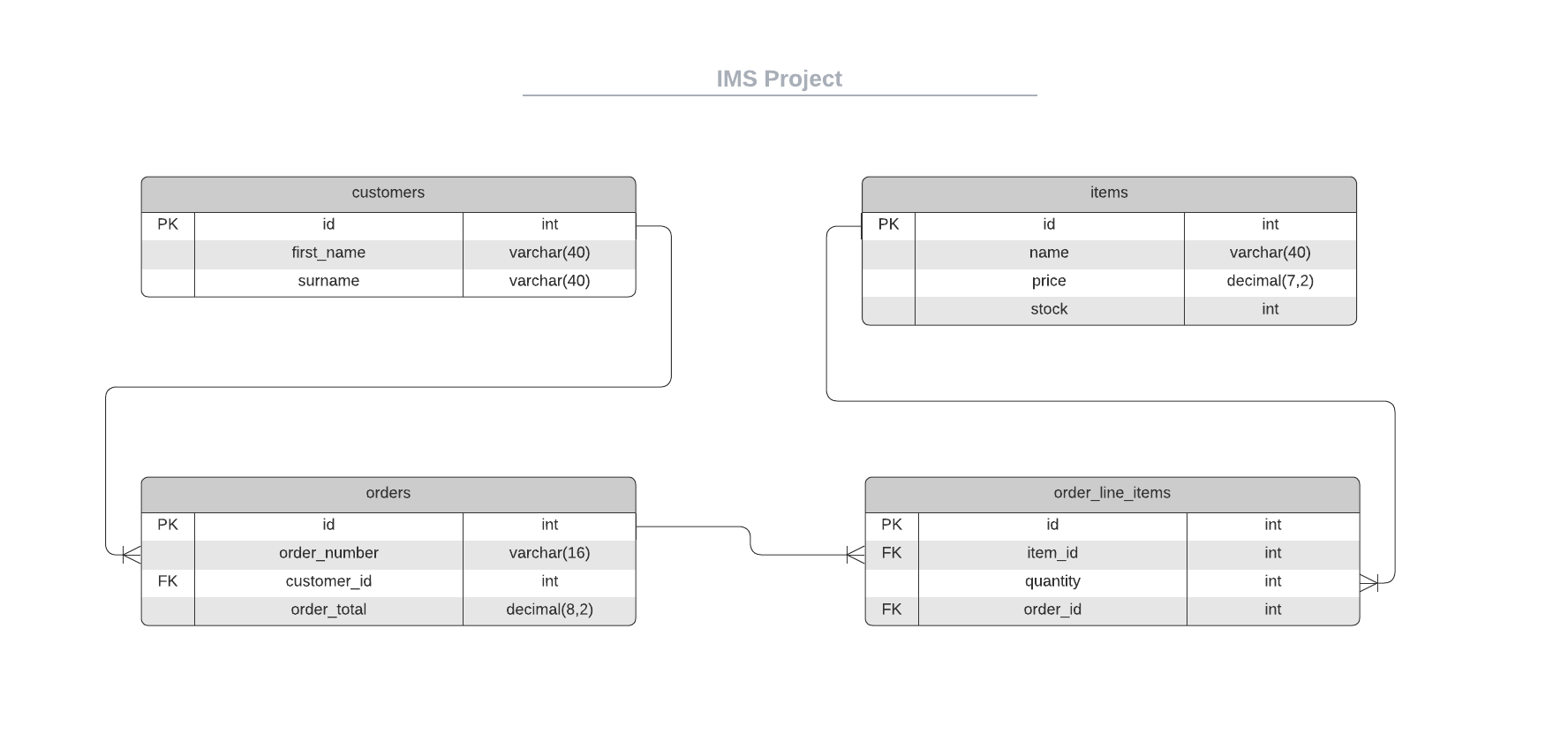 IMS Project
customers
PK id int
first_name varchar(40)
surname varchar(40)
items
PK id int
name varchar(40)
price decimal(7,2)
stock int
orders
PK id int
order_number varchar(16)
FK customer_id int
order_total decimal(8,2)
order_line_items
PK id int
FK item_id int
quantity int
FK order_id int